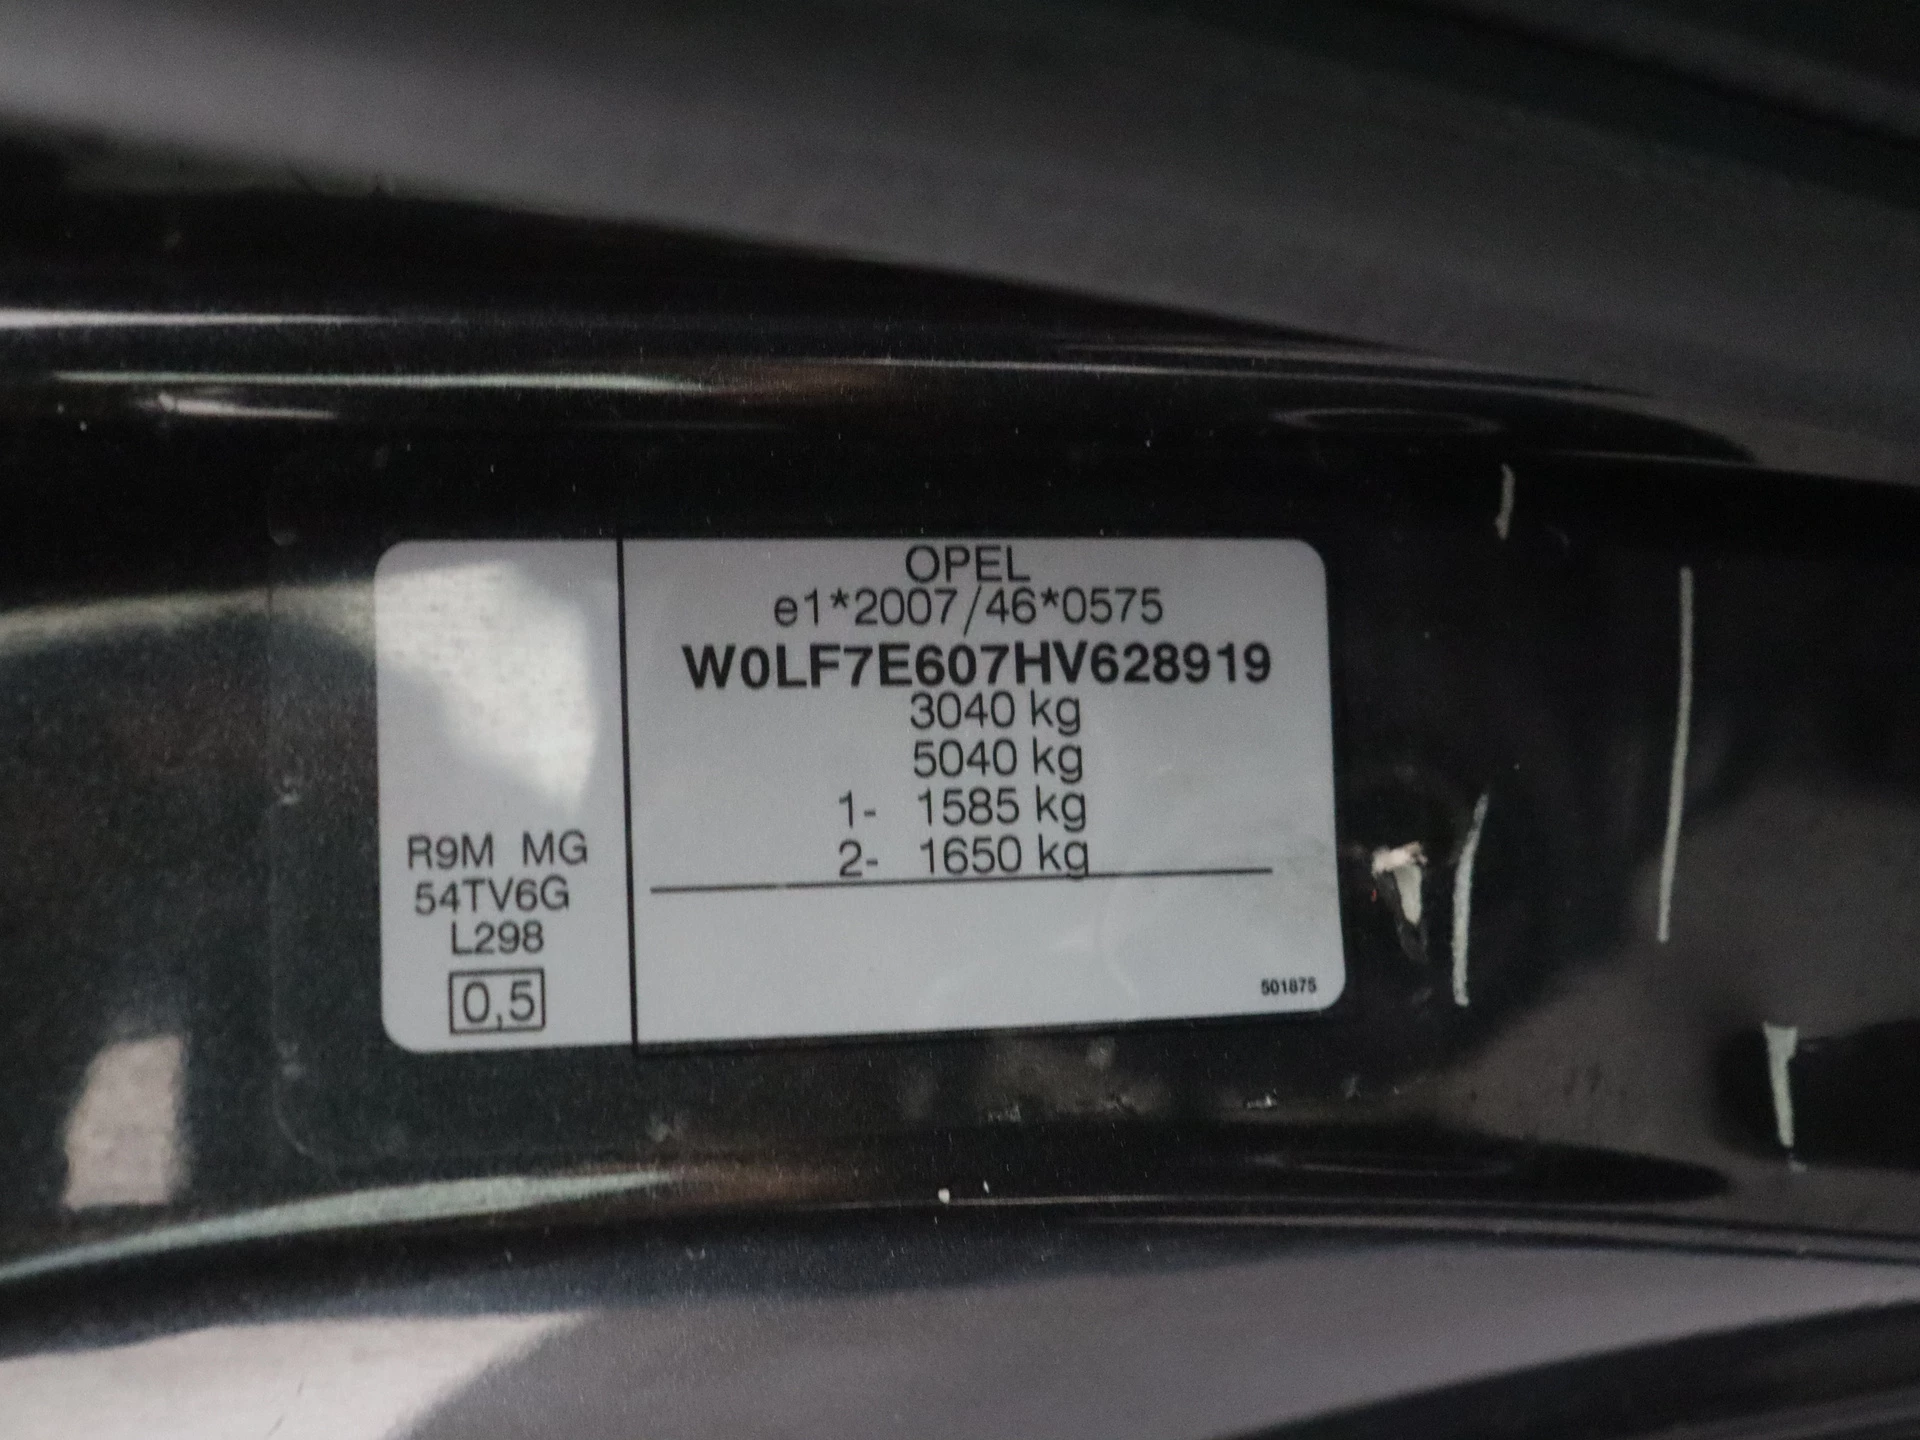 OPEL
e1*2007/46*0575
W0LF7E607HV628919
3040 kg
5040 kg
1- 1585 kg
2- 1650 kg
R9M MG
54TV6G
L298
0,5
501875